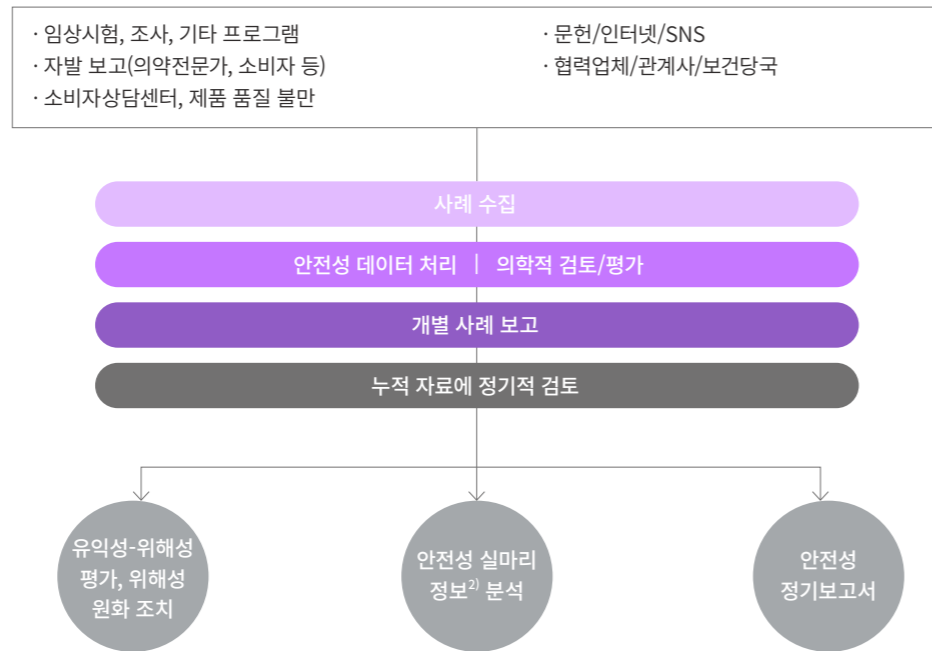 · 임상시험, 조사, 기타 프로그램
· 자발 보고(의약전문가, 소비자 등)
· 소비자상담센터, 제품 품질 불만
· 문헌/인터넷/SNS
· 협력업체/관계사/보건당국
사례 수집
안전성 데이터 처리 | 의학적 검토/평가
개별 사례 보고
누적 자료에 정기적 검토
유익성-위해성
평가, 위해성
원화 조치
안전성 실마리
정보2) 분석
안전성
정기보고서